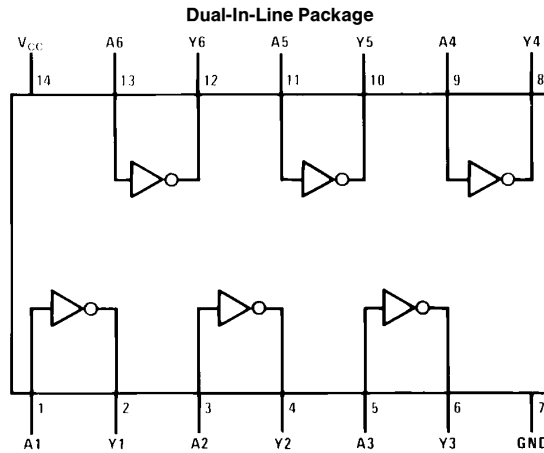 Dual-In-Line Package
VCC A6 Y6 A5 Y5 A4 Y4
14 13 12 11 10 9 8
1 2 3 4 5 6 7
A1 Y1 A2 Y2 A3 Y3 GND